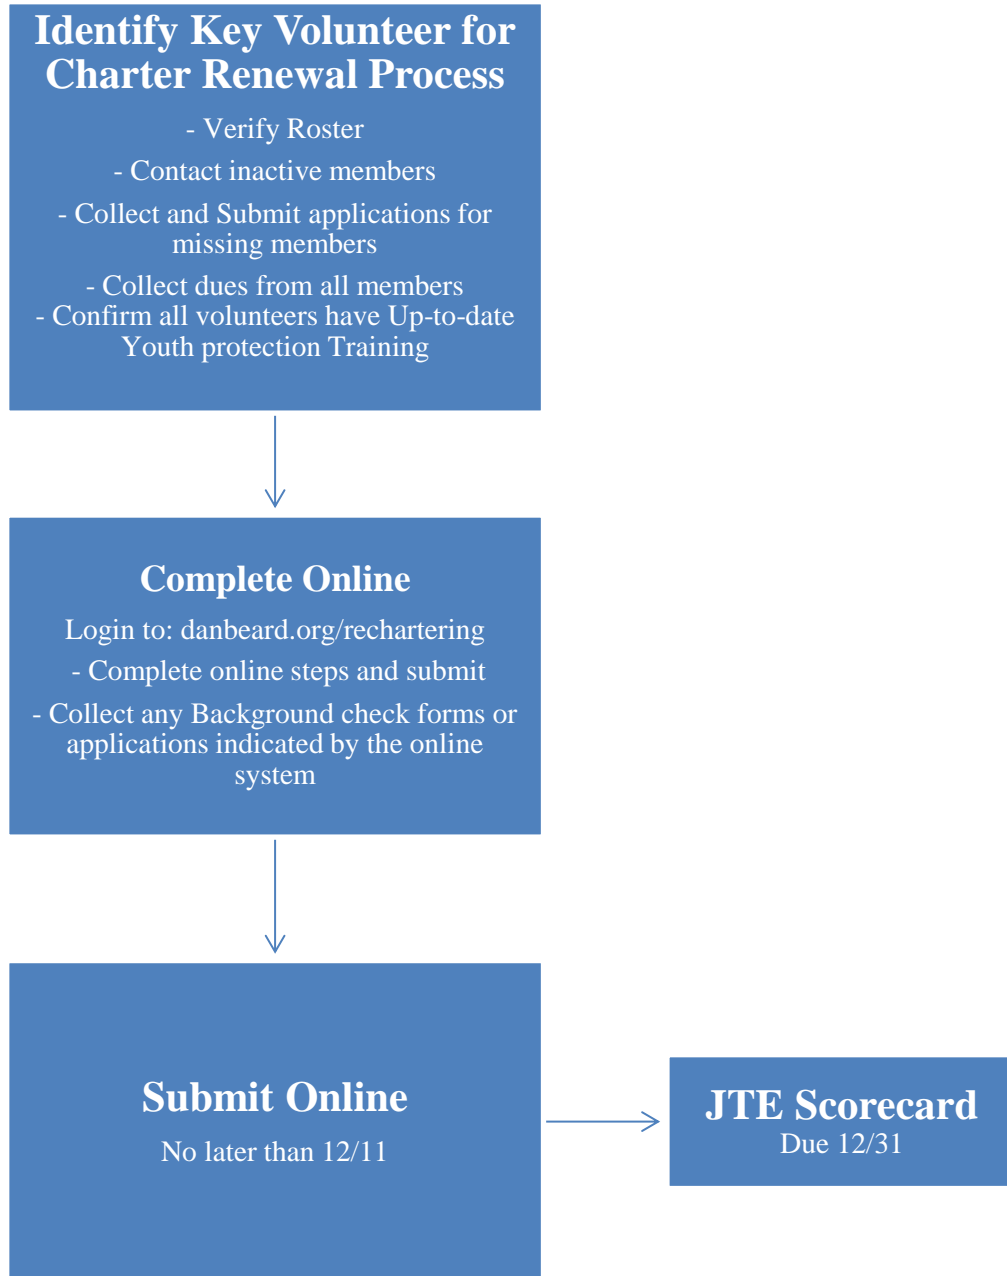 Identify Key Volunteer for
Charter Renewal Process
- Verify Roster
- Contact inactive members
- Collect and Submit applications for
missing members
- Collect dues from all members
- Confirm all volunteers have Up-to-date
Youth protection Training
Complete Online
Login to: danbeard.org/rechartering
- Complete online steps and submit
- Collect any Background check forms or
applications indicated by the online
system
Submit Online
No later than 12/11
JTE Scorecard
Due 12/31